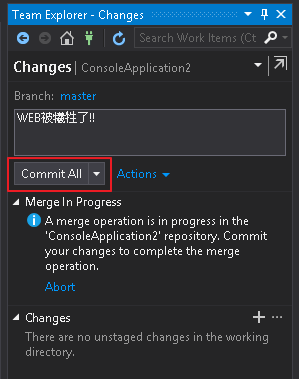 Team Explorer - Changes
Search Work Items (Ct
Changes | ConsoleApplication2
Branch: master
WEB被犧牲了!!
Commit All Actions
Merge In Progress
A merge operation is in progress in the
'ConsoleApplication2' repository. Commit
your changes to complete the merge
operation.
Abort
Changes
There are no unstaged changes in the working
directory.